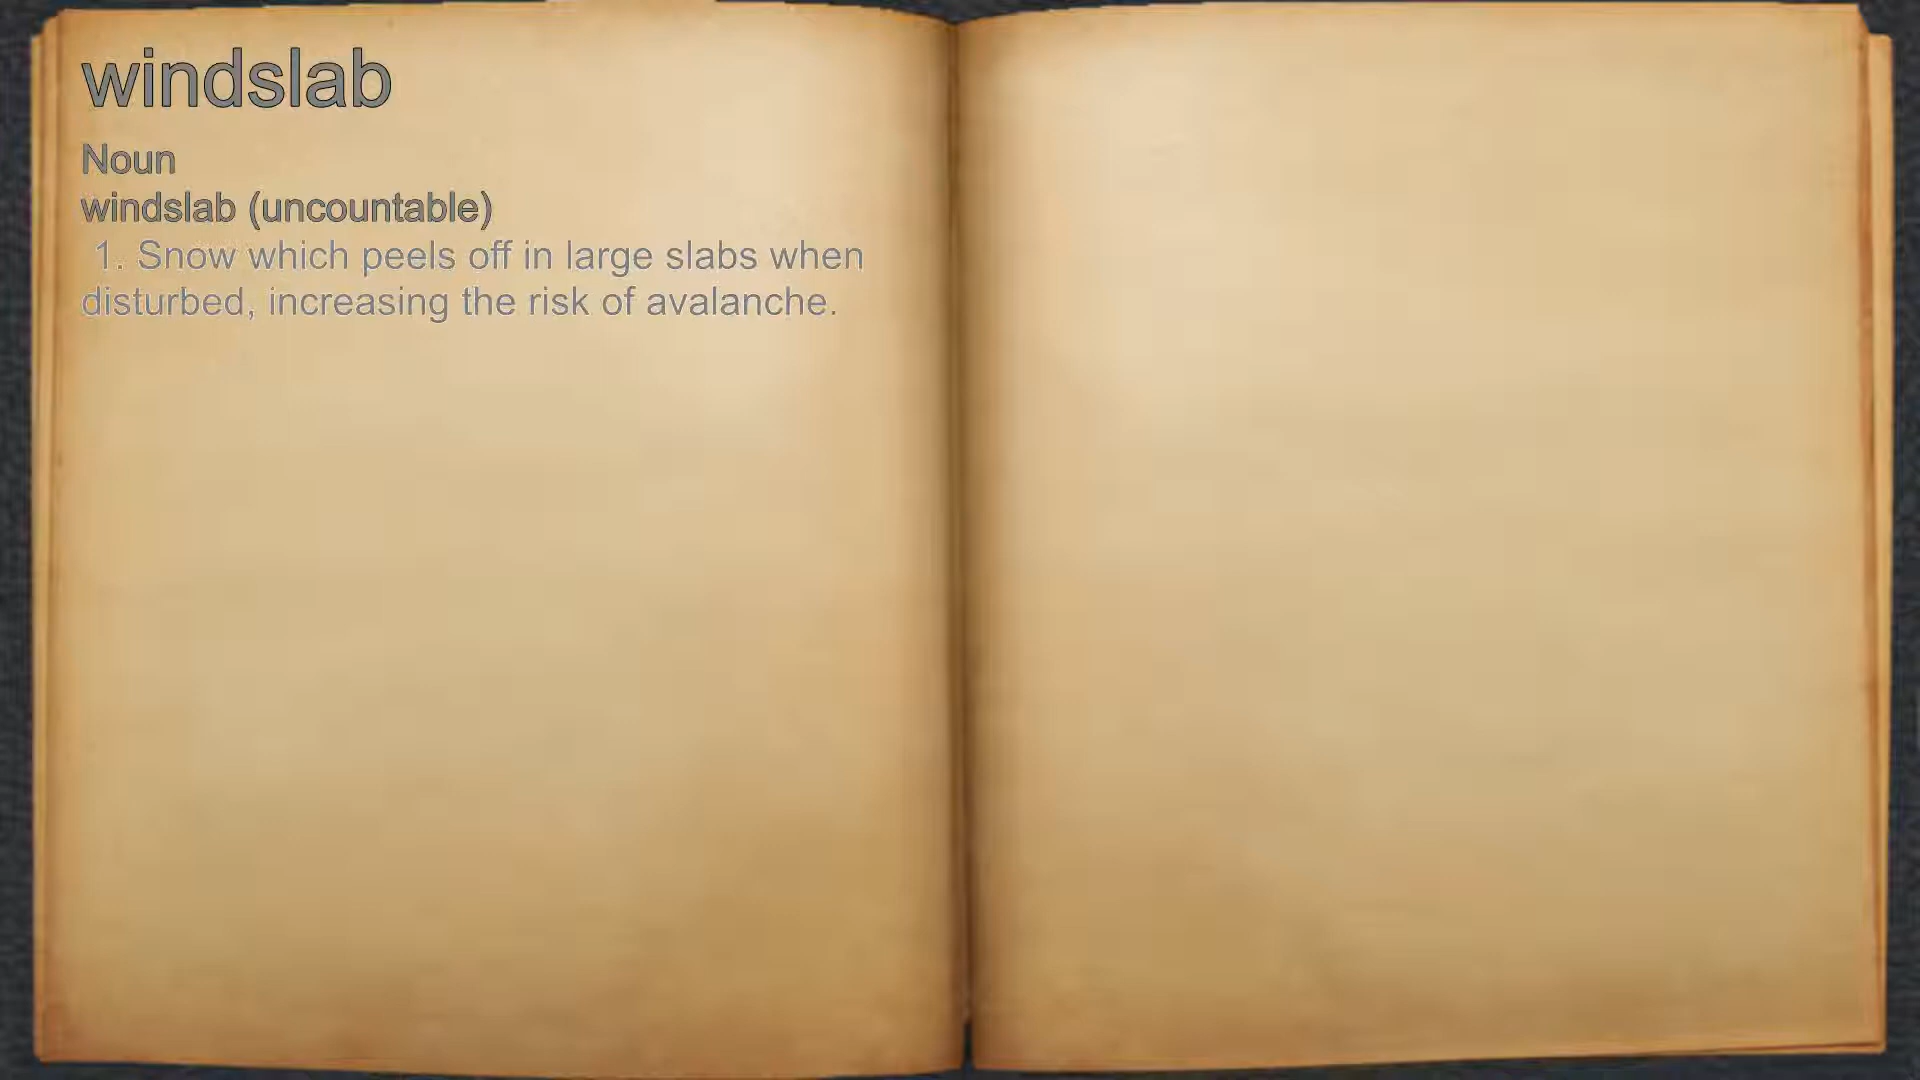 windslab
Noun
windslab (uncountable)
1. Snow which peels off in large slabs when
disturbed, increasing the risk of avalanche.